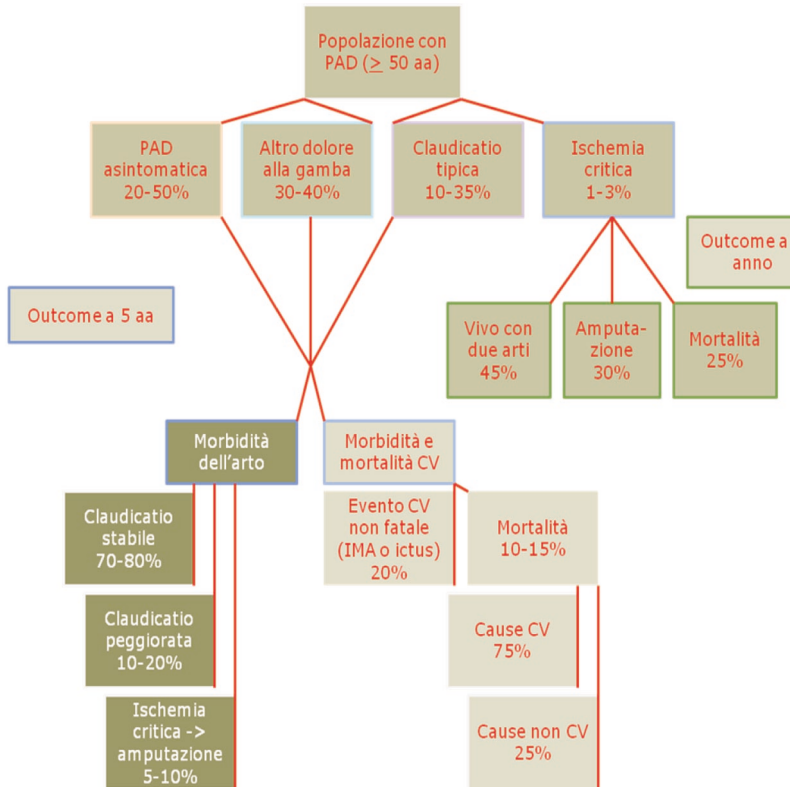 Popolazione con
PAD (≥ 50 aa)
PAD
asintomatica
20-50%
Altro dolore
alla gamba
30-40%
Claudicatio
tipica
10-35%
Ischemia
critica
1-3%
Outcome a
anno
Outcome a 5 aa
Vivo con
due arti
45%
Amputa-
zione
30%
Mortalità
25%
Morbidità
dell'arto
Morbidità e
mortalità CV
Claudicatio
stabile
70-80%
Evento CV
non fatale
(IMA o ictus)
20%
Mortalità
10-15%
Claudicatio
peggiorata
10-20%
Cause CV
75%
Ischemia
critica ->
amputazione
5-10%
Cause non CV
25%